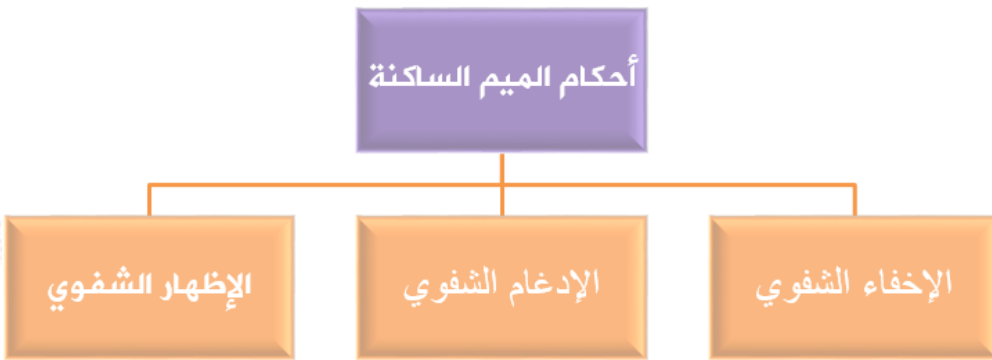 أحكام الميم الساكنة
الإخفاء الشفوي
الإدغام الشفوي
الإظهار الشفوي